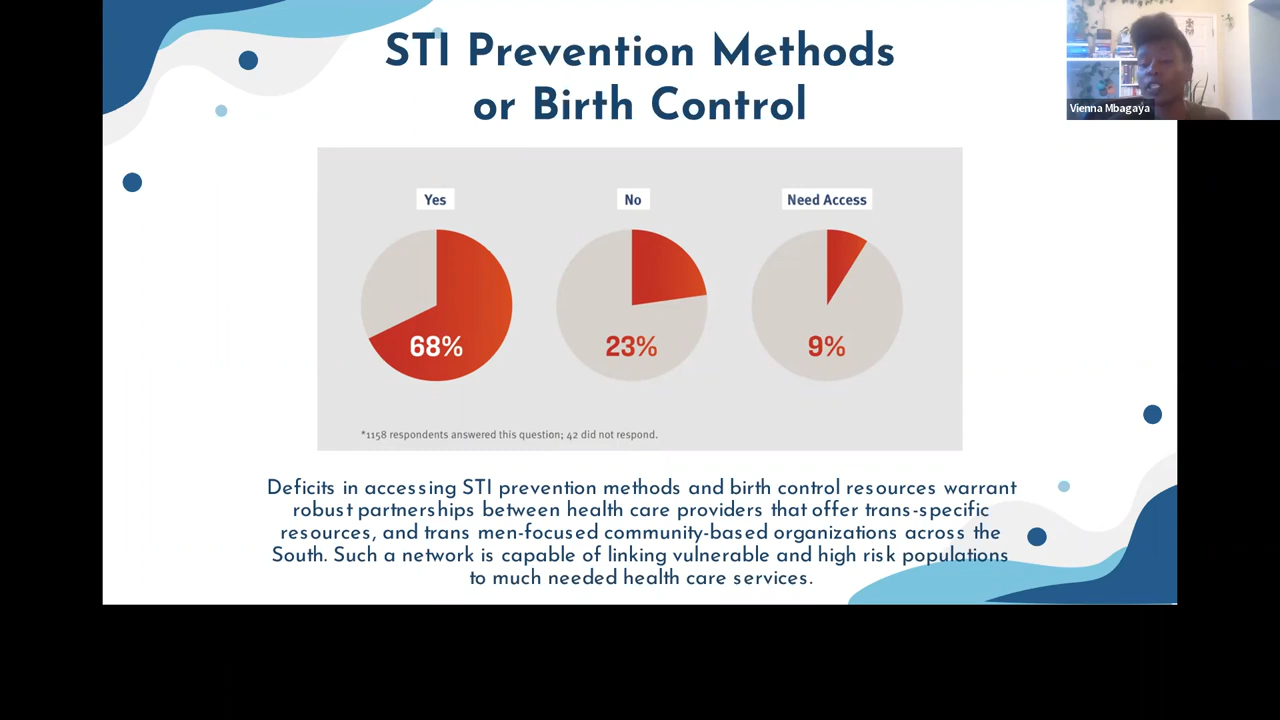 STI Prevention Methods
or Birth Control
Vienna Mbagaya
Yes
No
Need Access
68%
23%
9%
*1158 respondents answered this question; 42 did not respond.
Deficits in accessing STI prevention methods and birth control resources warrant
robust partnerships between health care providers that offer trans-specific
resources, and trans men-focused community-based organizations across the
South. Such a network is capable of linking vulnerable and high risk populations
to much needed health care services.